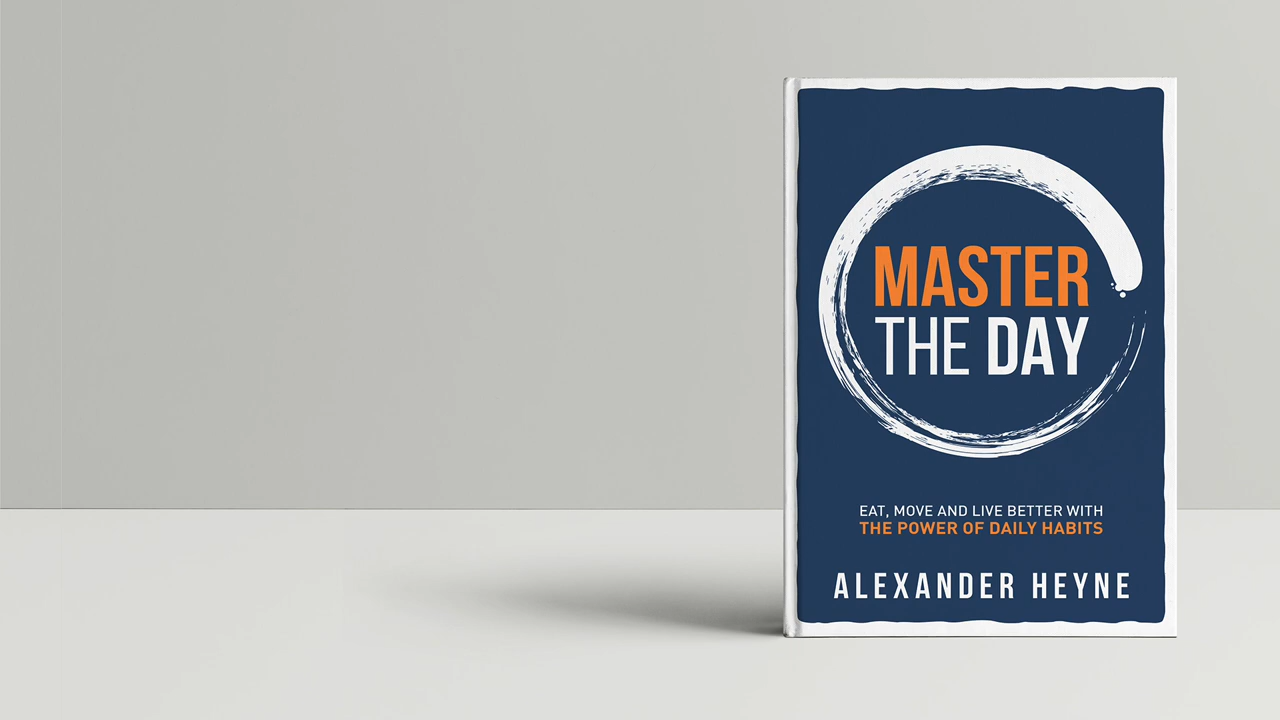 MASTER
THE DAY
EAT, MOVE AND LIVE BETTER WITH
THE POWER OF DAILY HABITS
ALEXANDER HEYNE